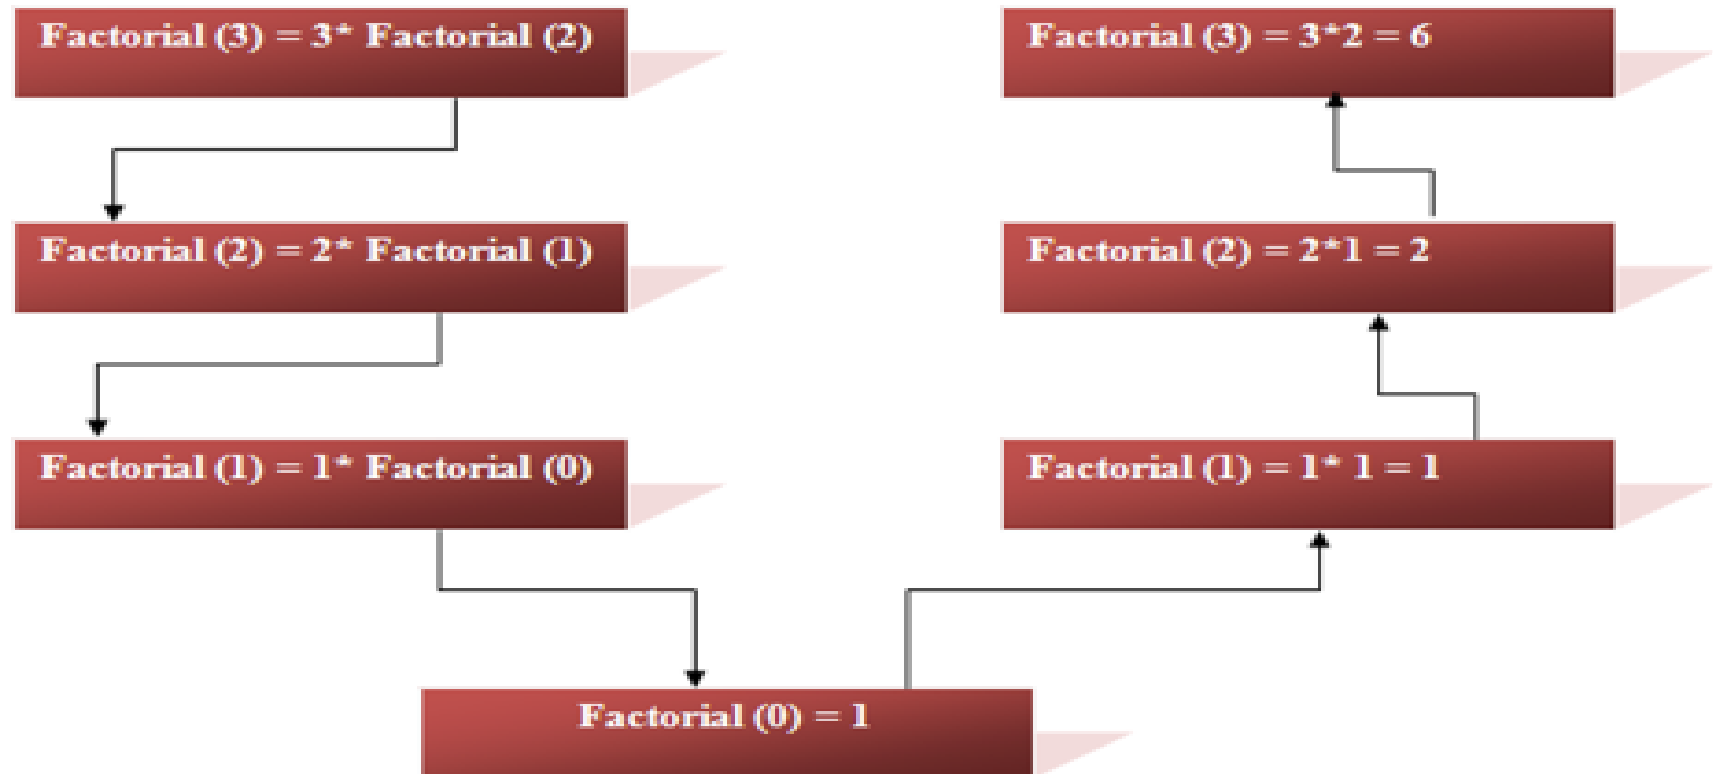 Factorial (3) = 3* Factorial (2)
Factorial (2) = 2* Factorial (1)
Factorial (1) = 1* Factorial (0)
Factorial (0) = 1
Factorial (1) = 1* 1 = 1
Factorial (2) = 2*1 = 2
Factorial (3) = 3*2 = 6